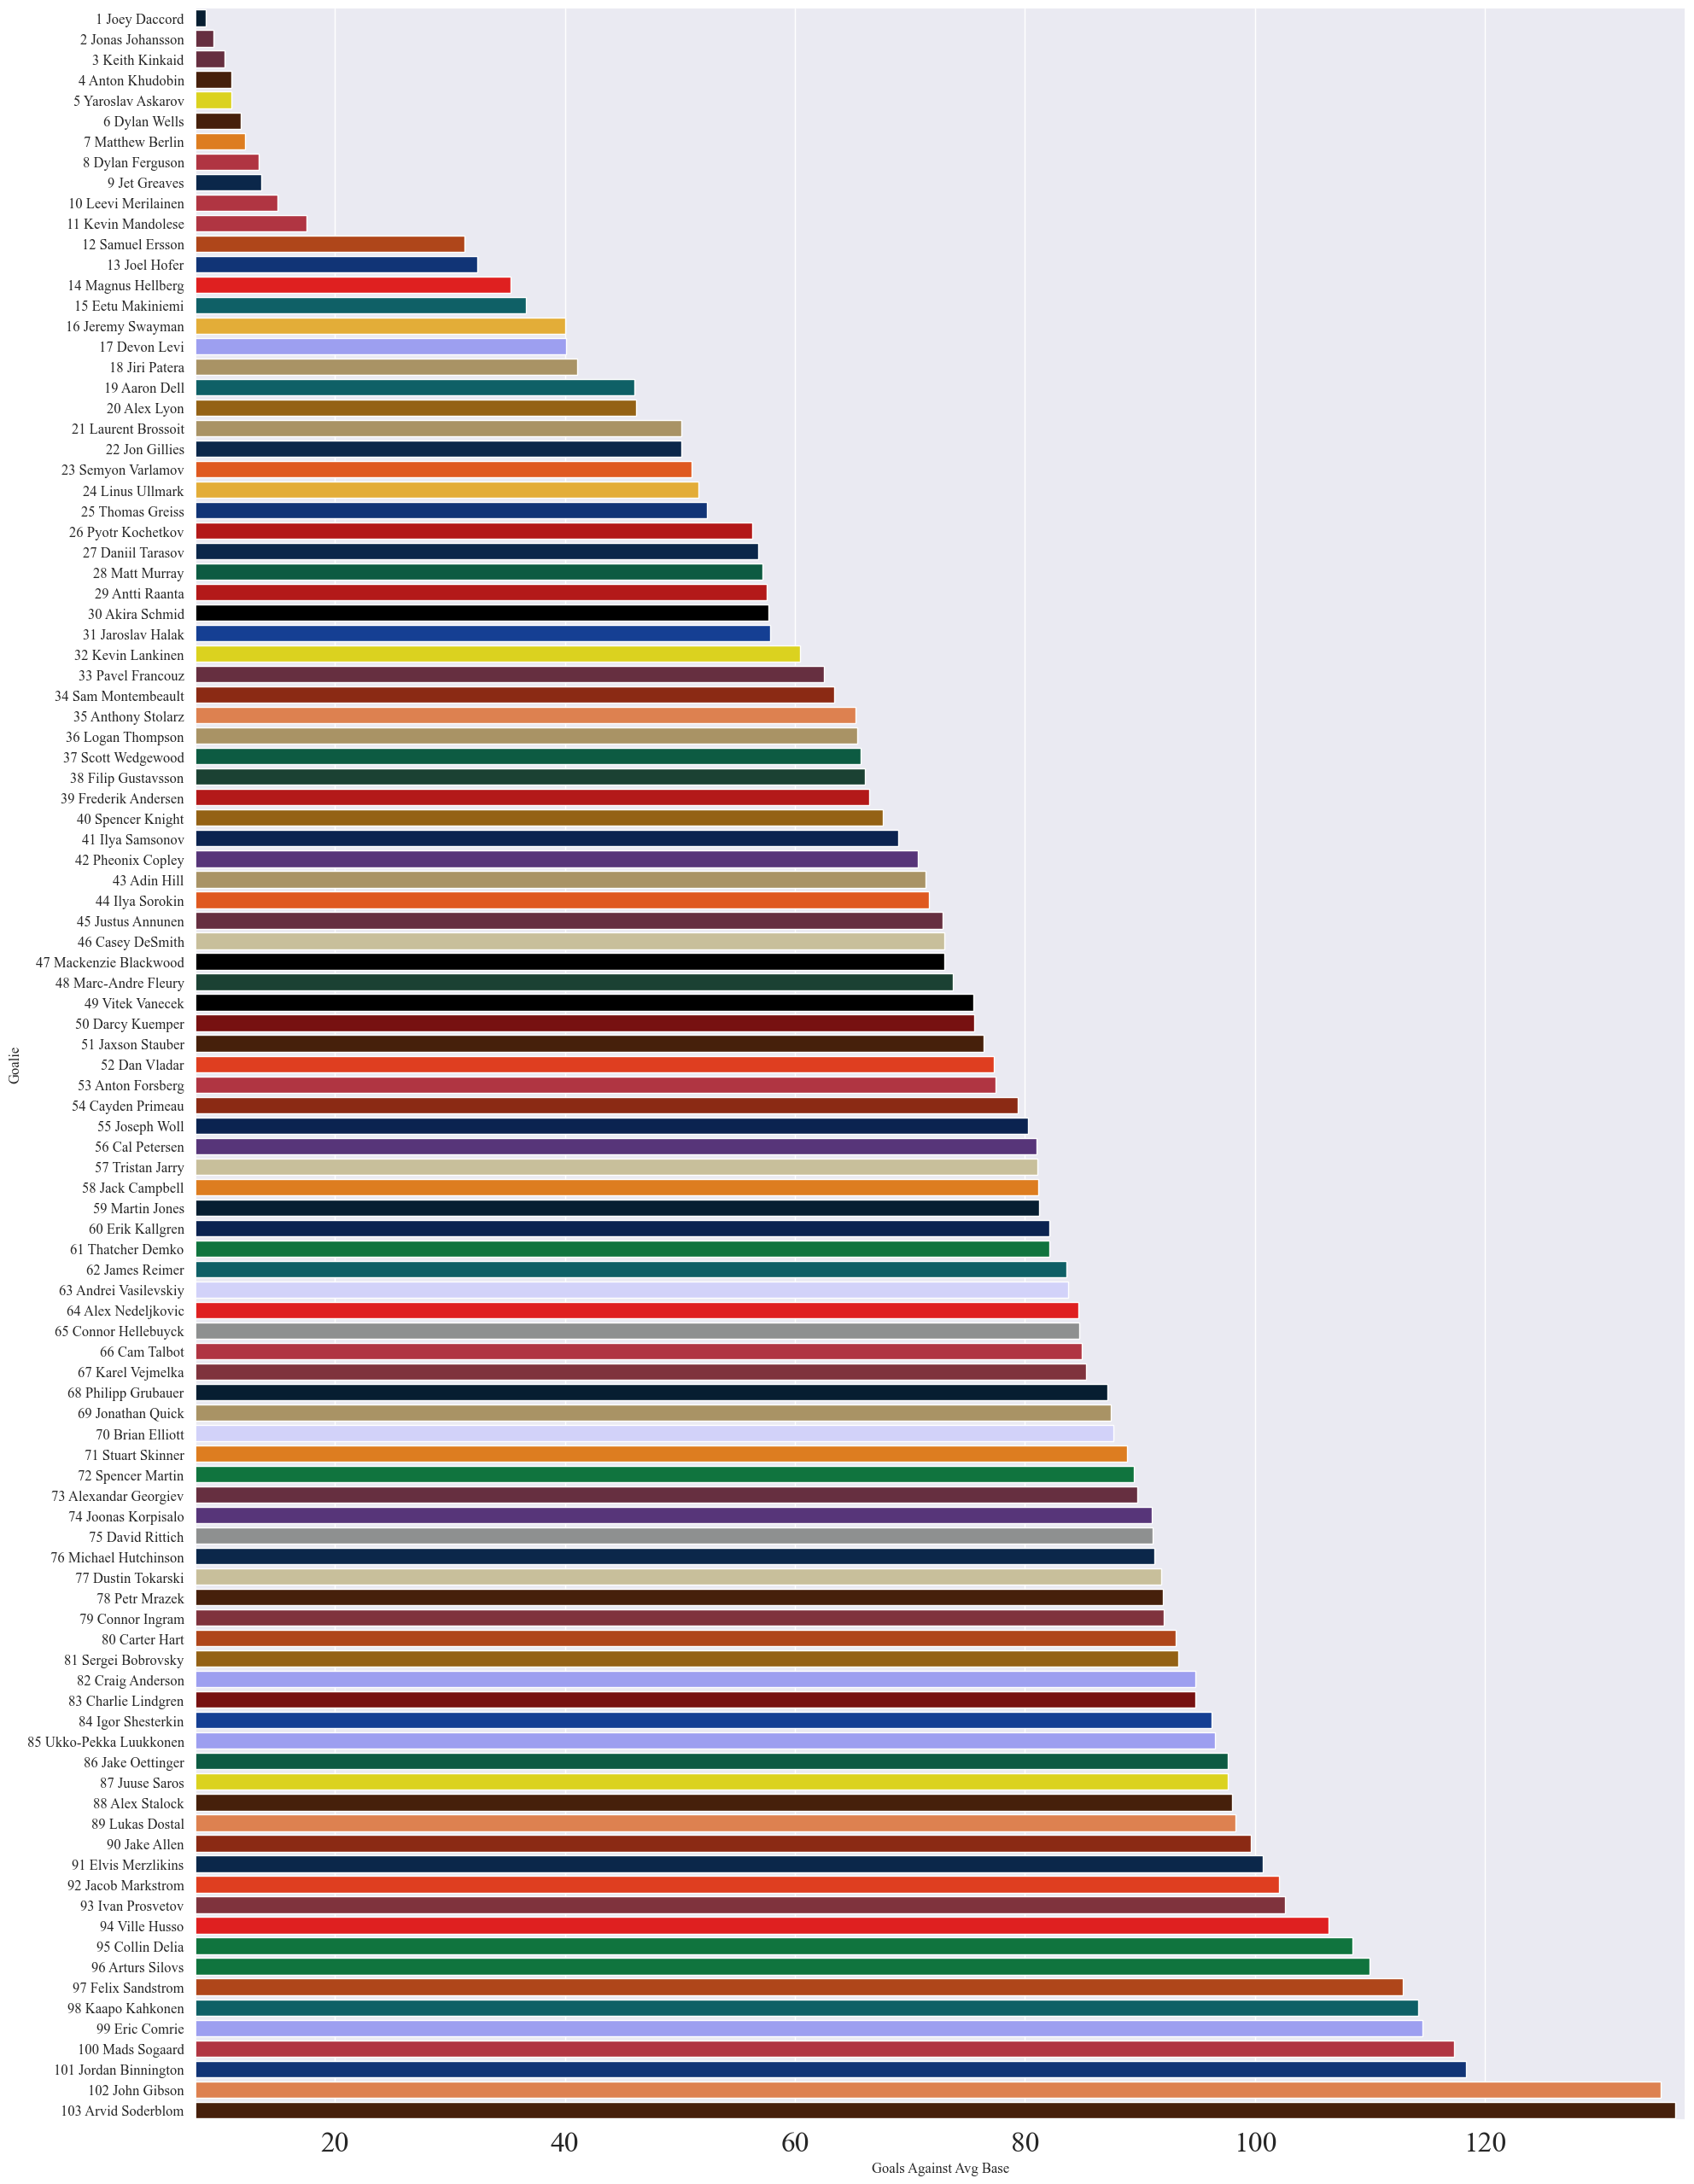 1 Joey Daccord
2 Jonas Johansson
3 Keith Kinkaid
4 Anton Khudobin
5 Yaroslav Askarov
6 Dylan Wells
7 Matthew Berlin
8 Dylan Ferguson
9 Jet Greaves
10 Leevi Merilainen
11 Kevin Mandolese
12 Samuel Ersson
13 Joel Hofer
14 Magnus Hellberg
15 Eetu Makiniemi
16 Jeremy Swayman
17 Devon Levi
18 Jiri Patera
19 Aaron Dell
20 Alex Lyon
21 Laurent Brossoit
22 Jon Gillies
23 Semyon Varlamov
24 Linus Ullmark
25 Thomas Greiss
26 Pyotr Kochetkov
27 Daniil Tarasov
28 Matt Murray
29 Antti Raanta
30 Akira Schmid
31 Jaroslav Halak
32 Kevin Lankinen
33 Pavel Francouz
34 Sam Montembeault
35 Anthony Stolarz
36 Logan Thompson
37 Scott Wedgewood
38 Filip Gustavsson
39 Frederik Andersen
40 Spencer Knight
41 Ilya Samsonov
42 Pheonix Copley
43 Adin Hill
44 Ilya Sorokin
45 Justus Annunen
46 Casey DeSmith
47 Mackenzie Blackwood
48 Marc-Andre Fleury
49 Vitek Vanecek
50 Darcy Kuemper
51 Jaxson Stauber
52 Dan Vladar
53 Anton Forsberg
54 Cayden Primeau
55 Joseph Woll
56 Cal Petersen
57 Tristan Jarry
58 Jack Campbell
59 Martin Jones
60 Erik Kallgren
61 Thatcher Demko
62 James Reimer
63 Andrei Vasilevskiy
64 Alex Nedeljkovic
65 Connor Hellebuyck
66 Cam Talbot
67 Karel Vejmelka
68 Philipp Grubauer
69 Jonathan Quick
70 Brian Elliott
71 Stuart Skinner
72 Spencer Martin
73 Alexandar Georgiev
74 Joonas Korpisalo
75 David Rittich
76 Michael Hutchinson
77 Dustin Tokarski
78 Petr Mrazek
79 Connor Ingram
80 Carter Hart
81 Sergei Bobrovsky
82 Craig Anderson
83 Charlie Lindgren
84 Igor Shesterkin
85 Ukko-Pekka Luukkonen
86 Jake Oettinger
87 Juuse Saros
88 Alex Stalock
89 Lukas Dostal
90 Jake Allen
91 Elvis Merzlikins
92 Jacob Markstrom
93 Ivan Prosvetov
94 Ville Husso
95 Collin Delia
96 Arturs Silovs
97 Felix Sandstrom
98 Kaapo Kahkonen
99 Eric Comrie
100 Mads Sogaard
101 Jordan Binnington
102 John Gibson
103 Arvid Soderblom
Goalie
20 40 60 80 100 120
Goals Against Avg Base